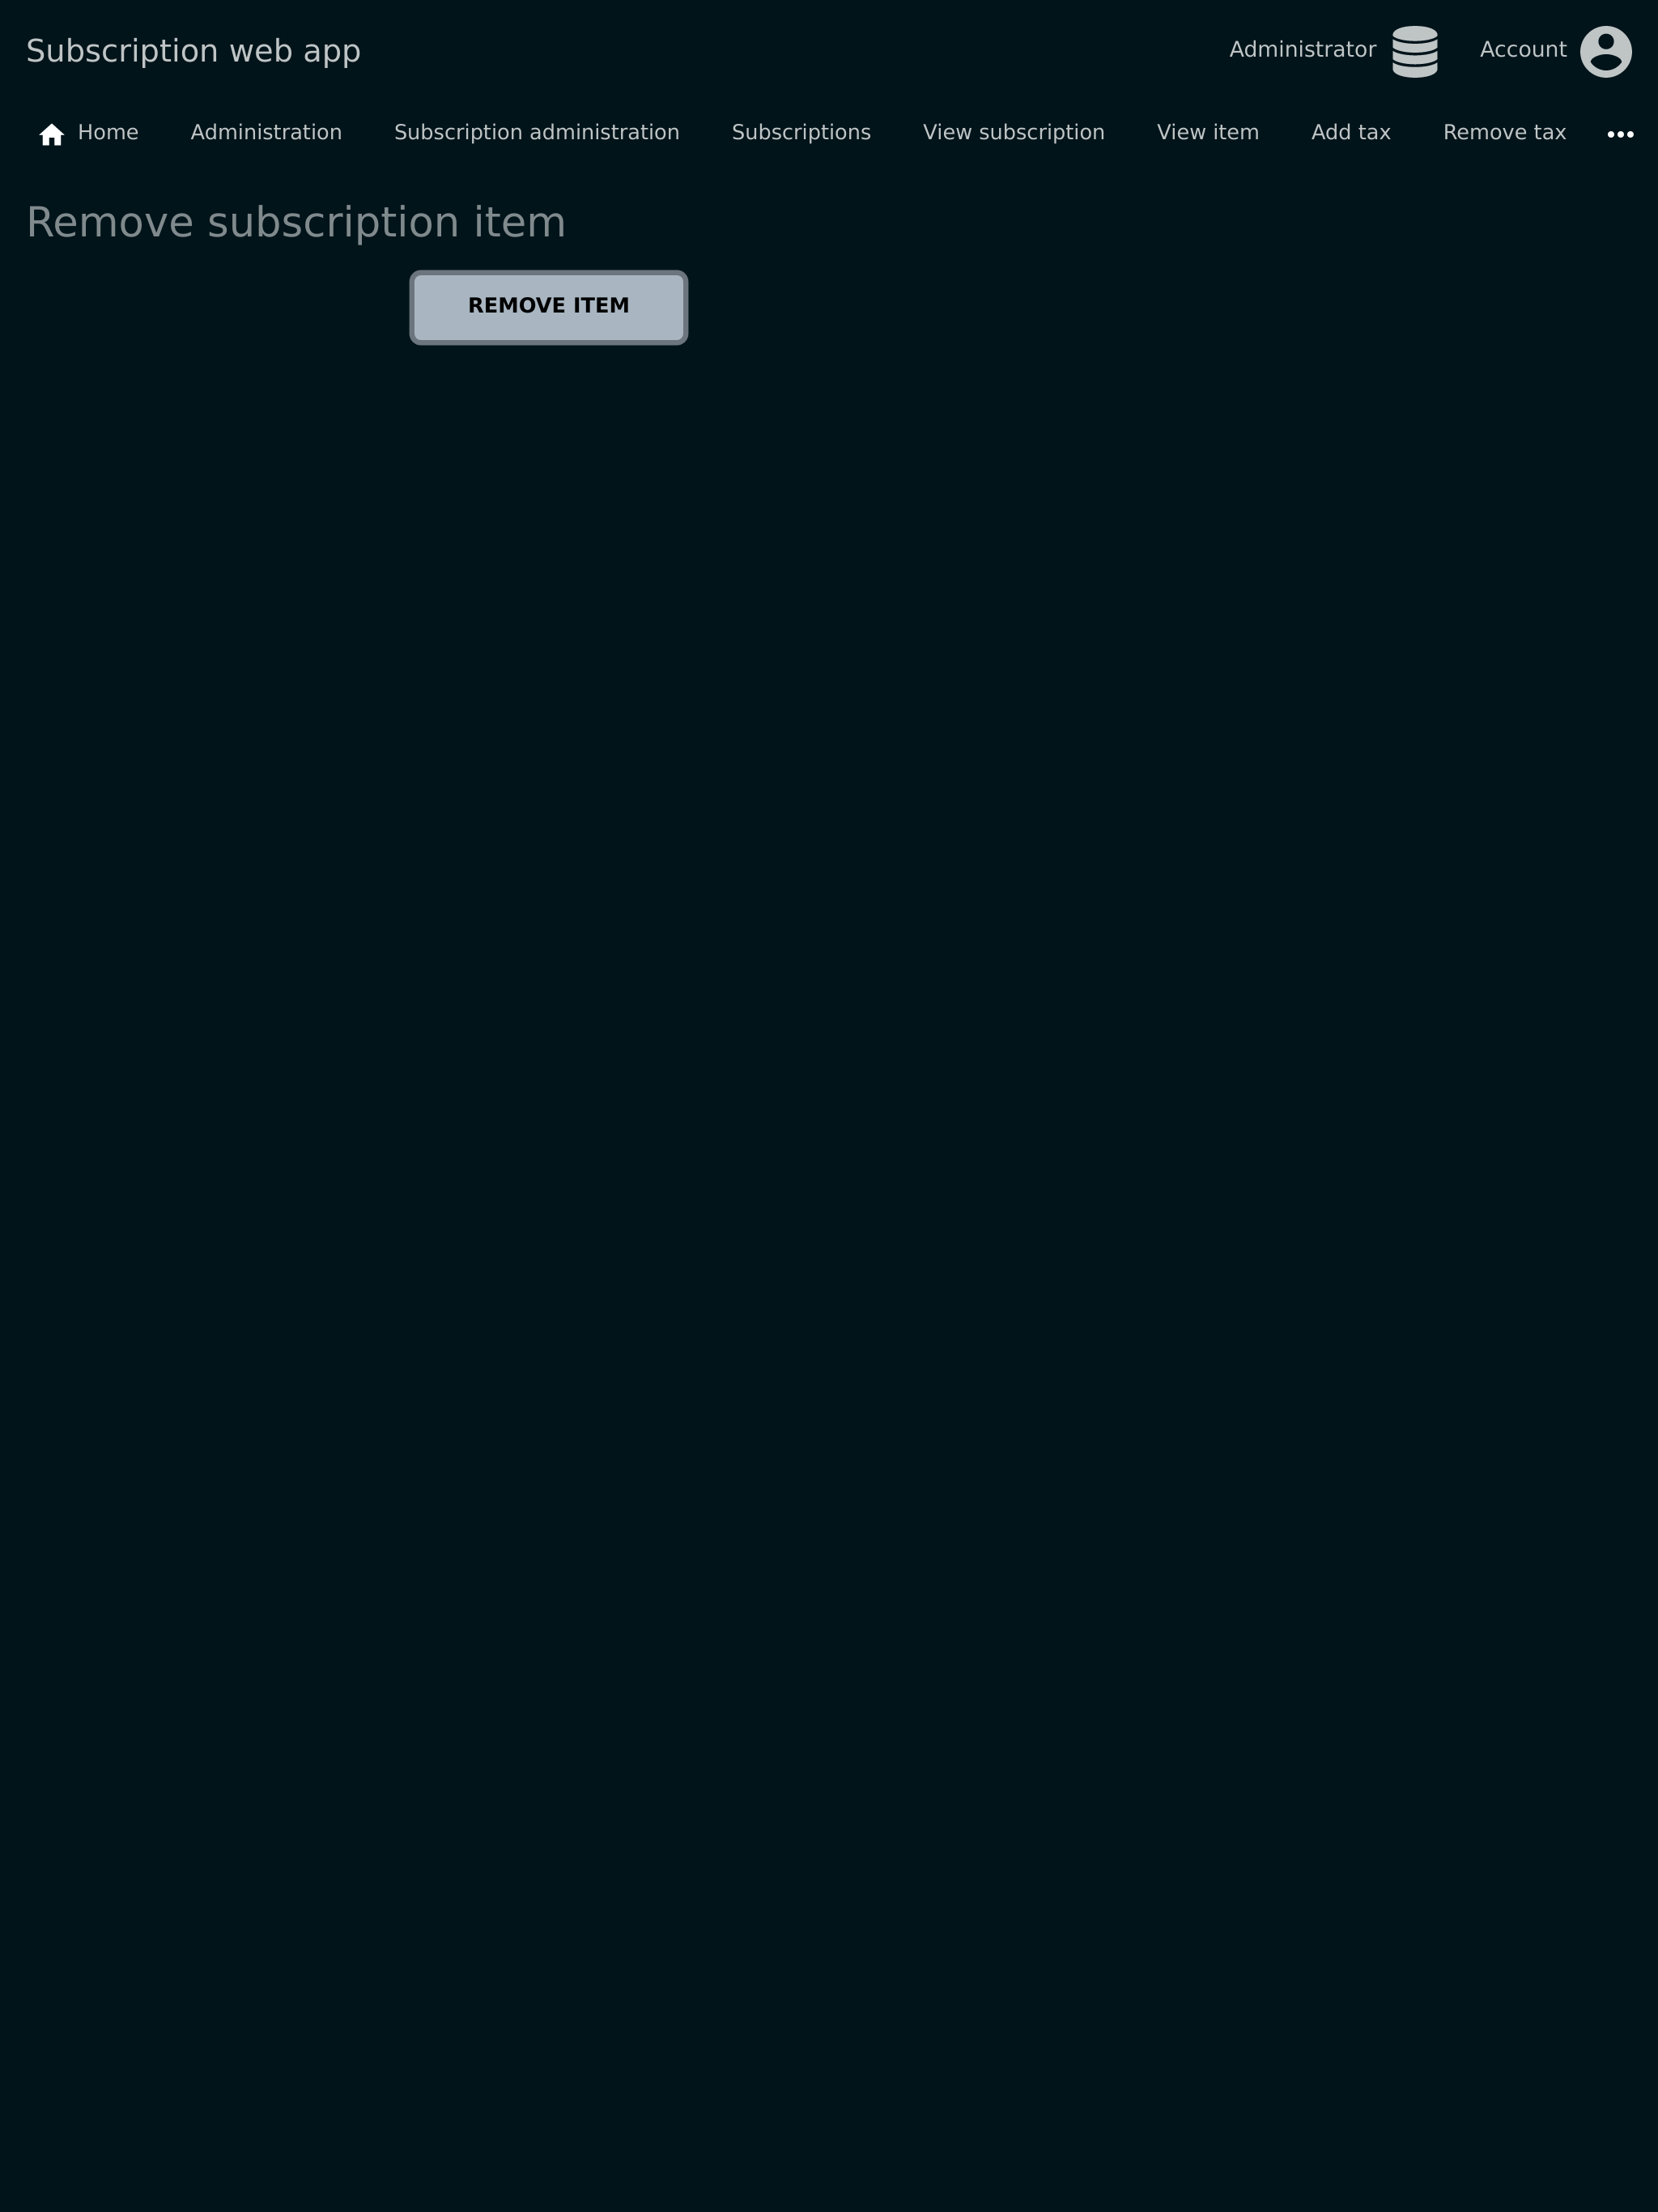 Subscription web app
Administrator
Account
Home
Administration
Subscription administration
Subscriptions
View subscription
View item
Add tax
Remove tax
Remove subscription item
REMOVE ITEM